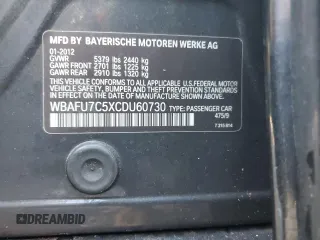 MFD BY BAYERISCHE MOTOREN WERKE AG
01-2012
GVWR 5379 lbs 2440 kg
GAWR FRONT 2701 lbs 1225 kg
GAWR REAR 2910 lbs 1320 kg
THIS VEHICLE CONFORMS TO ALL APPLICABLE U.S. FEDERAL MOTOR
VEHICLE SAFETY, BUMPER AND THEFT PREVENTION STANDARDS
IN EFFECT ON THE DATE OF MANUFACTURE SHOWN ABOVE.
WBAFU7C5XCDU60730 TYPE: PASSENGER CAR
475/9
DREAMBID